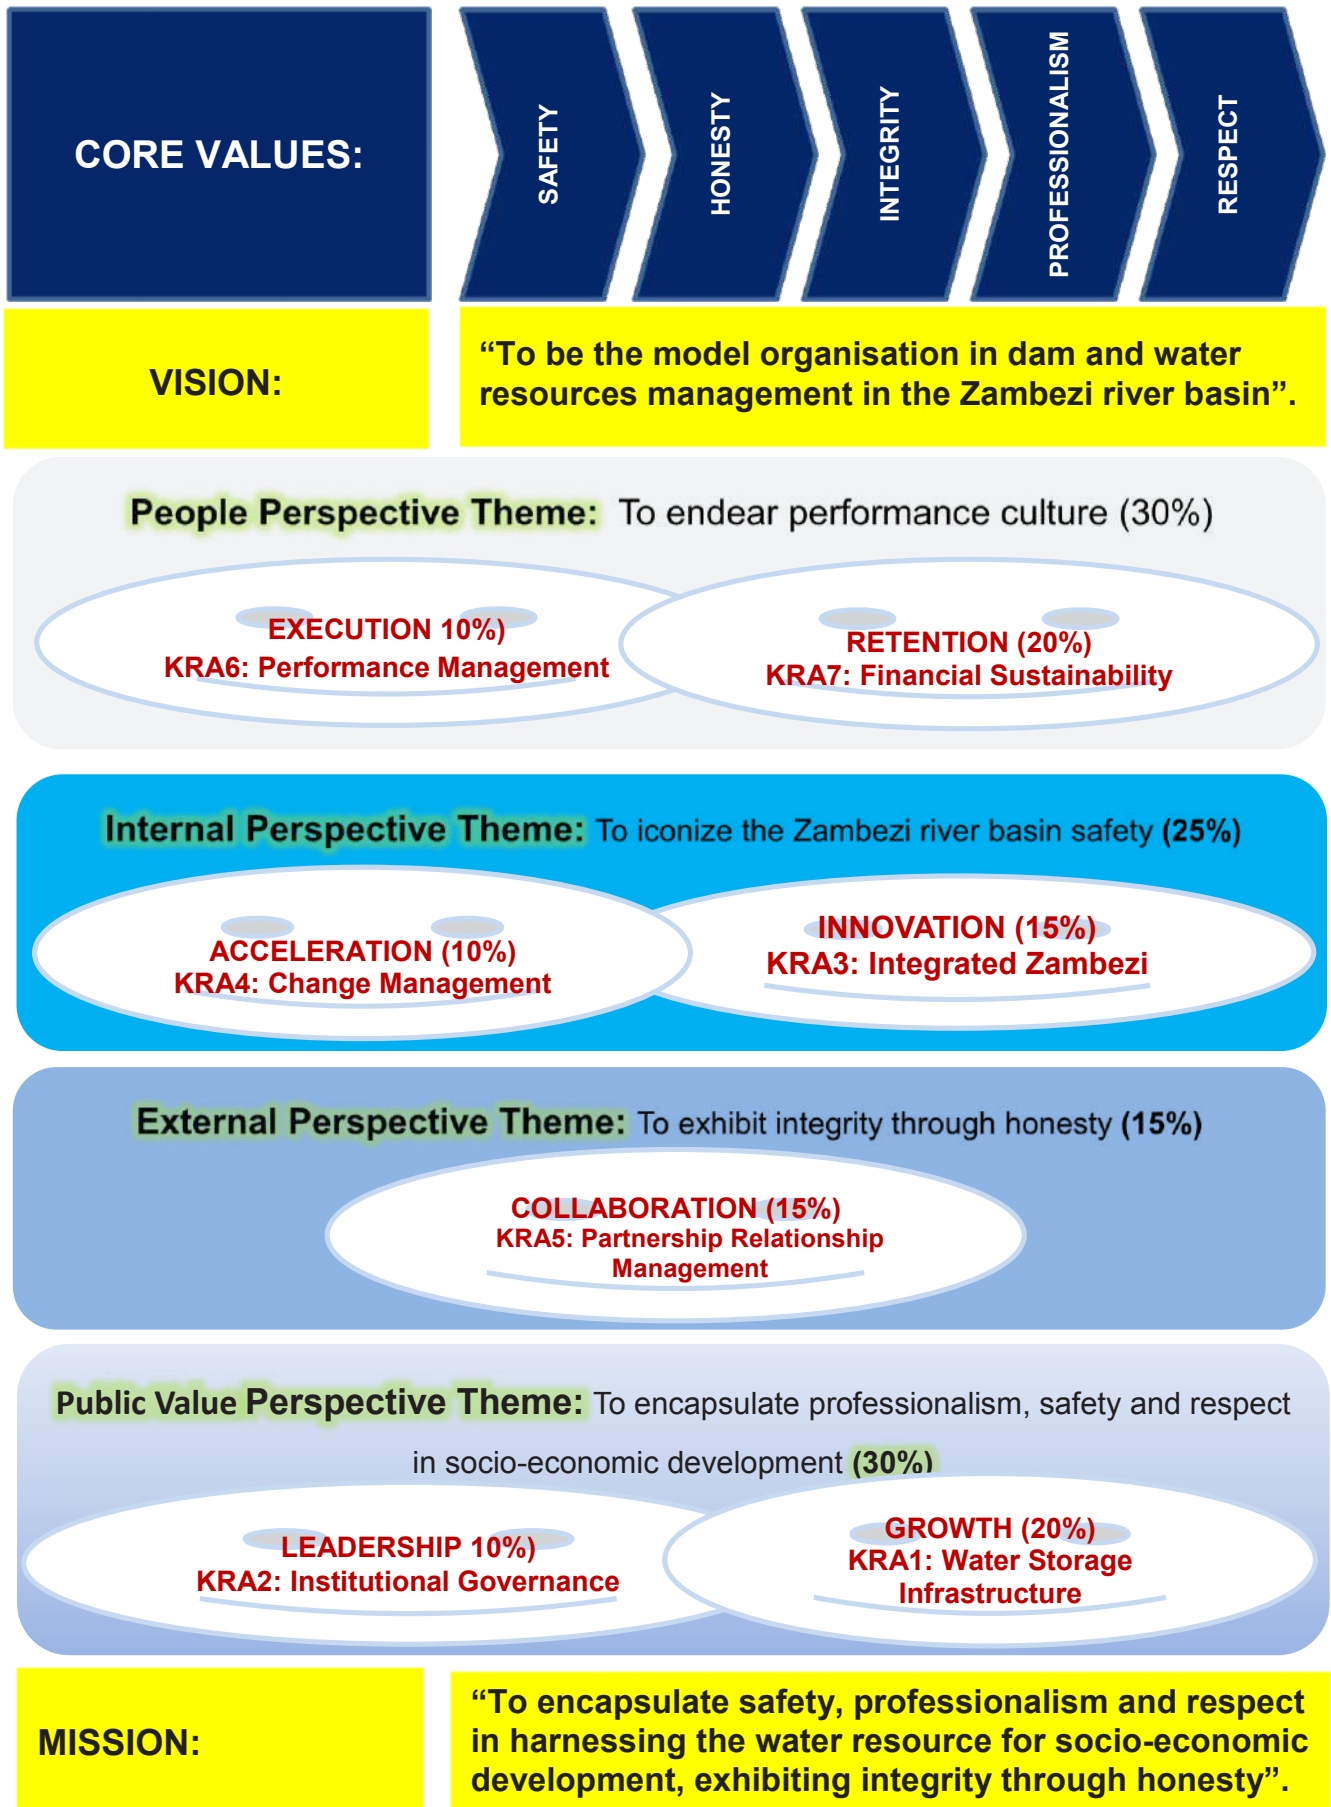 CORE VALUES:
SAFETY
HONESTY
INTEGRITY
PROFESSIONALISM
RESPECT
VISION:
“To be the model organisation in dam and water
resources management in the Zambezi river basin”.
People Perspective Theme: To endear performance culture (30%)
EXECUTION 10%)
KRA6: Performance Management
RETENTION (20%)
KRA7: Financial Sustainability
Internal Perspective Theme: To iconize the Zambezi river basin safety (25%)
ACCELERATION (10%)
KRA4: Change Management
INNOVATION (15%)
KRA3: Integrated Zambezi
External Perspective Theme: To exhibit integrity through honesty (15%)
COLLABORATION (15%)
KRA5: Partnership Relationship
Management
Public Value Perspective Theme: To encapsulate professionalism, safety and respect
in socio-economic development (30%)
LEADERSHIP 10%)
KRA2: Institutional Governance
GROWTH (20%)
KRA1: Water Storage
Infrastructure
MISSION:
“To encapsulate safety, professionalism and respect
in harnessing the water resource for socio-economic
development, exhibiting integrity through honesty”.